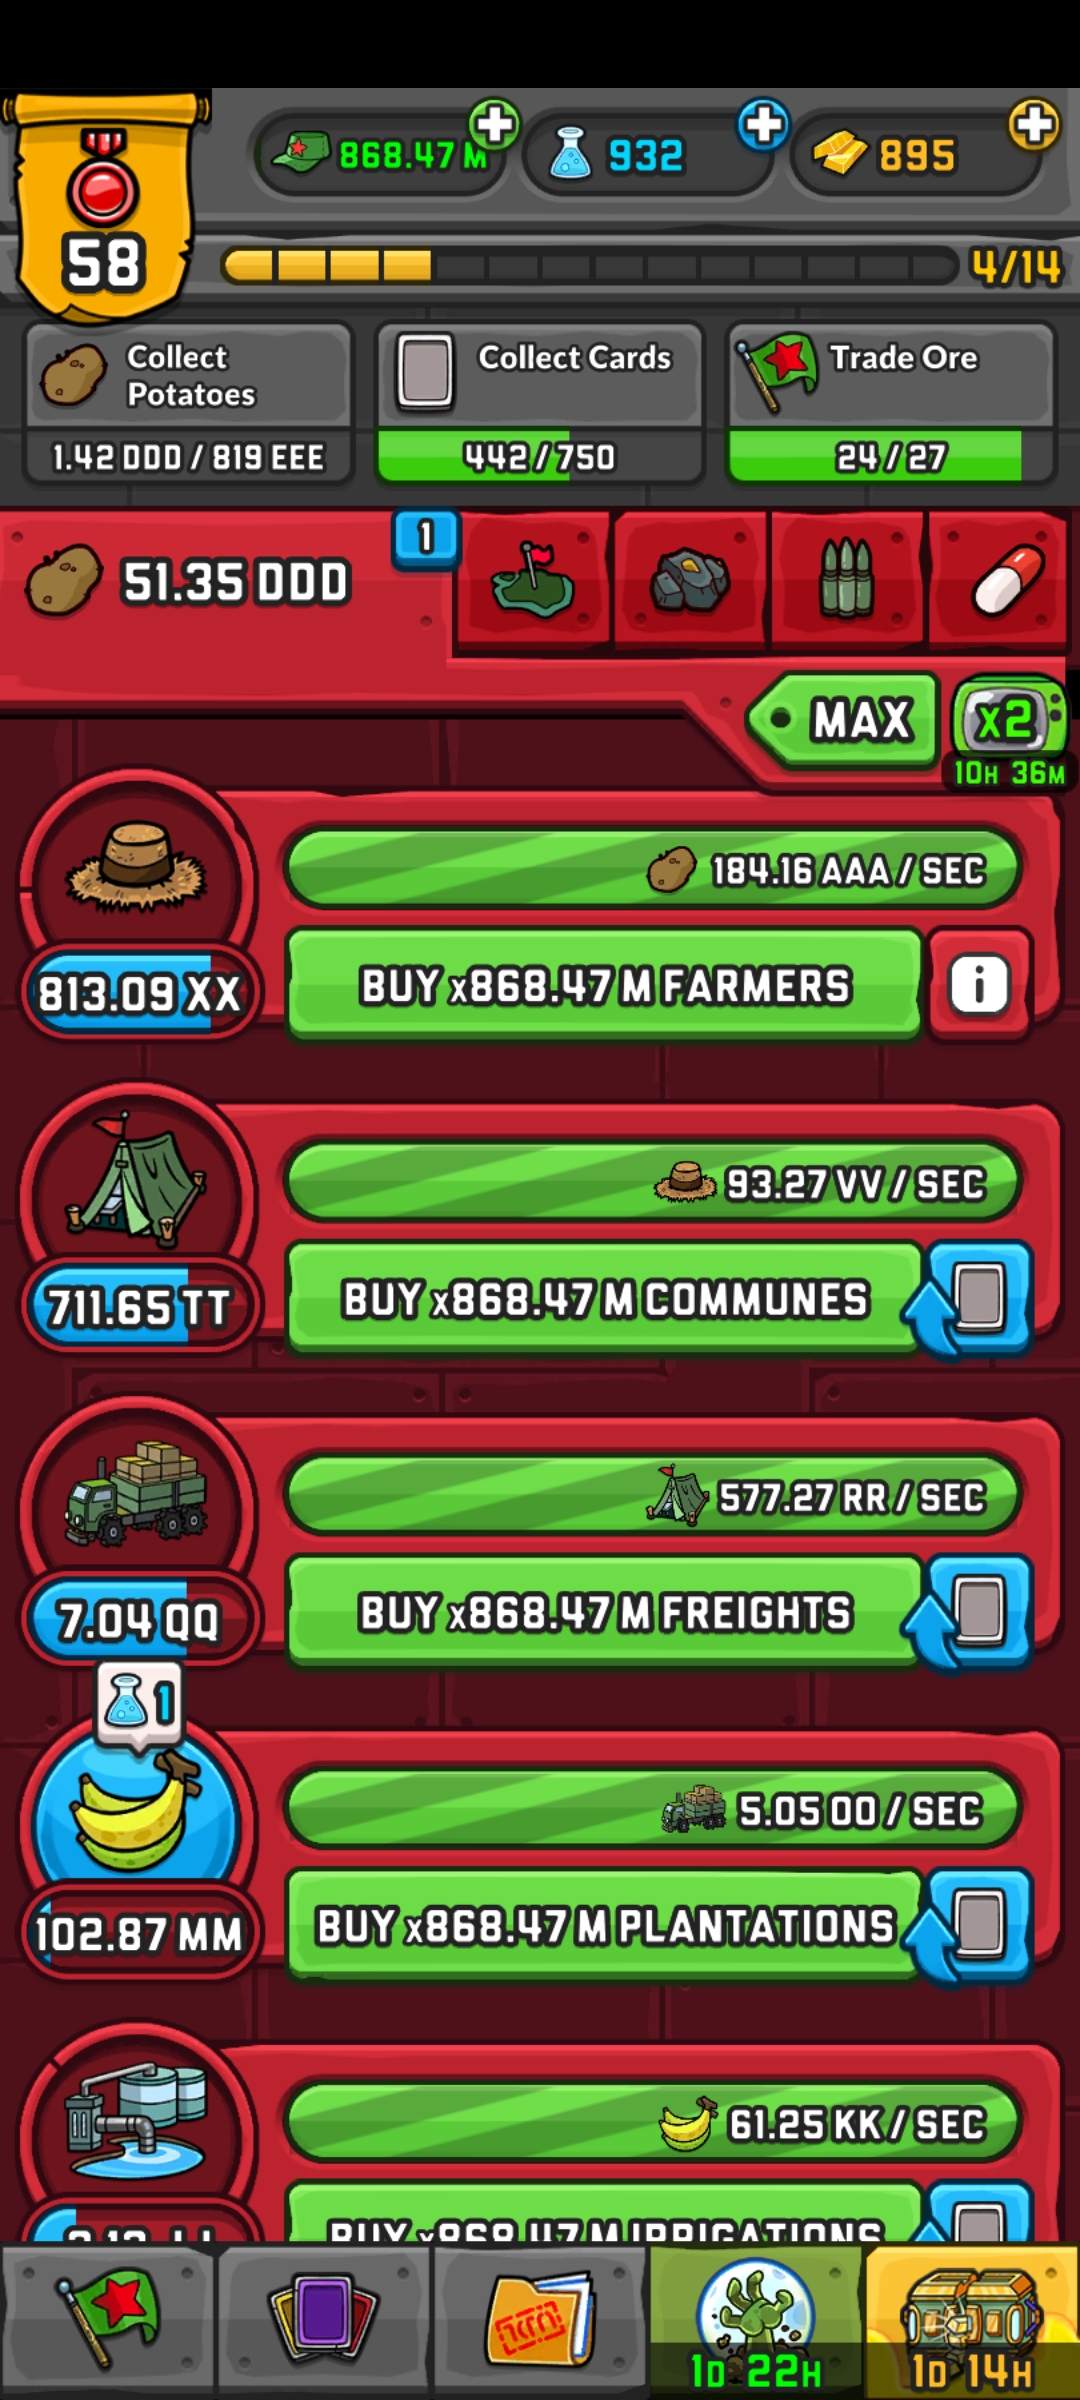 868.47 M
932
895
58
4/14
Collect
Potatoes
Collect Cards
Trade Ore
1.42 DDD / 819 EEE
442 / 750
24 / 27
51.35 DDD
1
MAX
x2
10H 36M
184.16 AAA / SEC
813.09 XX
BUY x868.47 M FARMERS
i
93.27 VV / SEC
711.65 TT
BUY x868.47 M COMMUNES
577.27 RR / SEC
7.04 QQ
BUY x868.47 M FREIGHTS
1
5.05 OO / SEC
102.87 MM
BUY x868.47 M PLANTATIONS
61.25 KK / SEC
BUY x868.47 M IRRIGATIONS
1D 22H
1D 14H